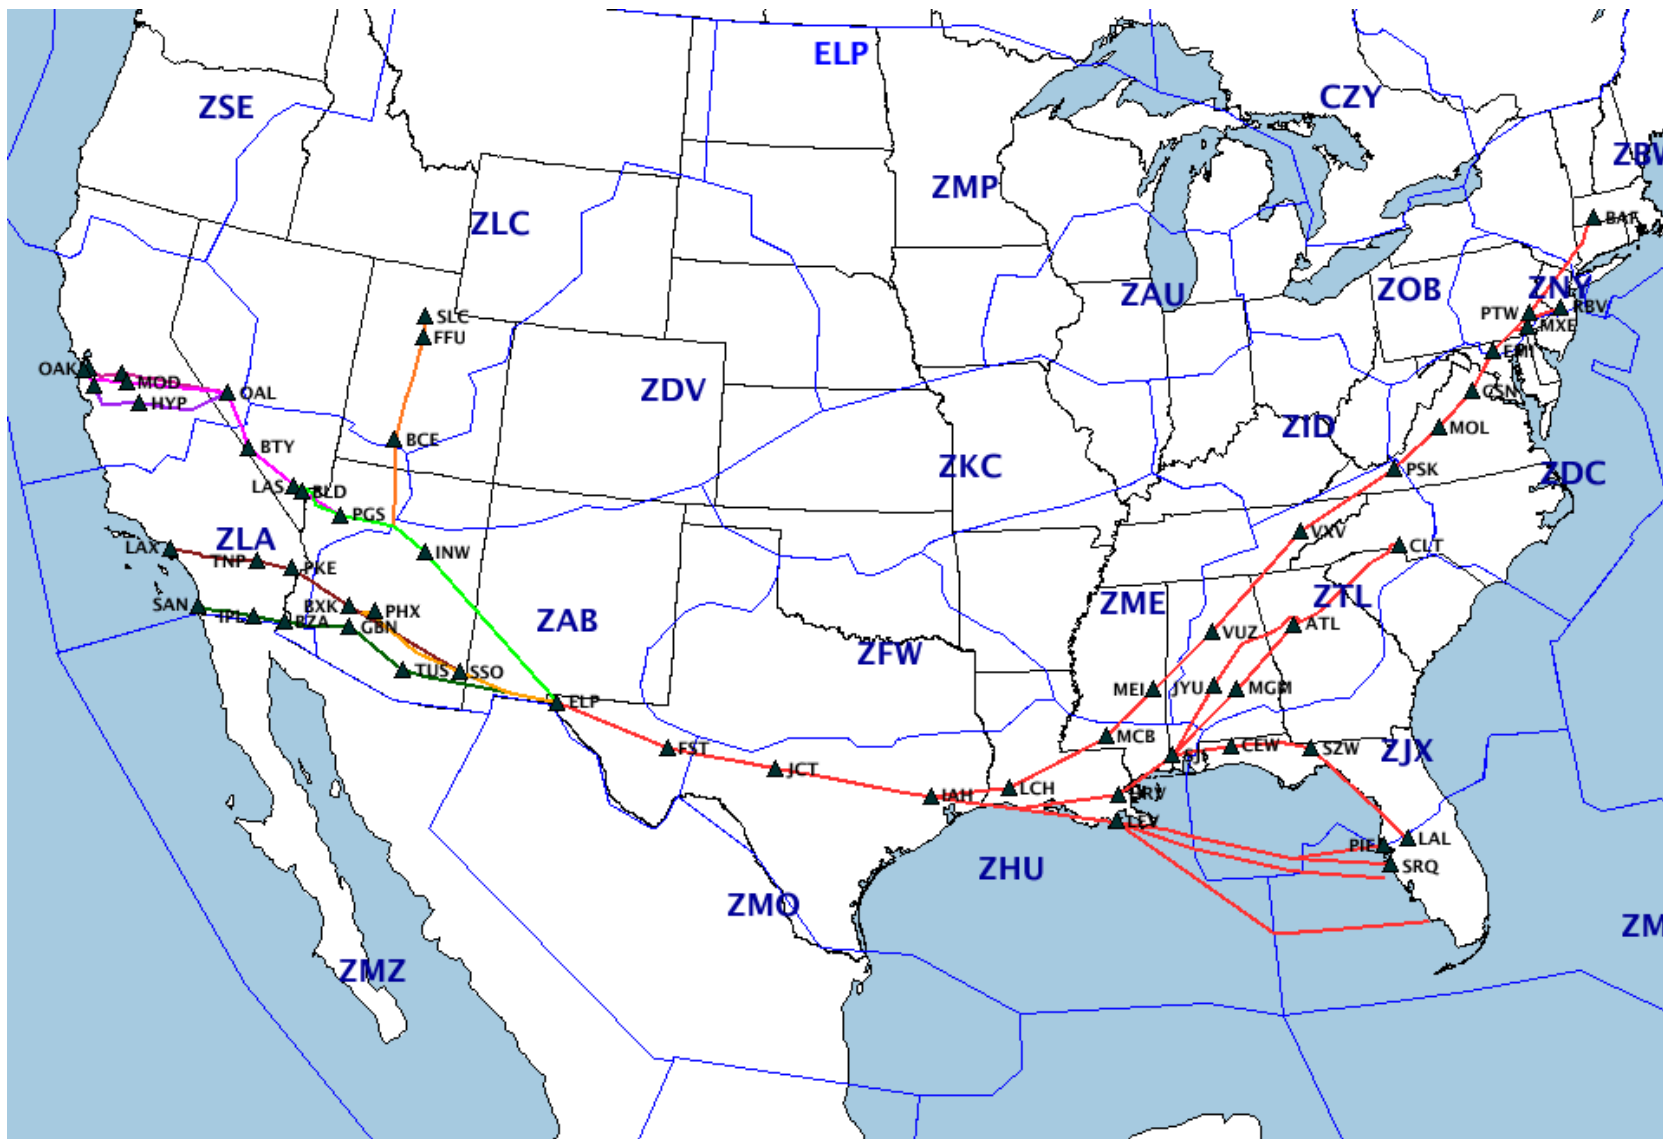 ELP
ZSE
CZY
ZBW
ZMP
ZLC
BAF
ZAU
ZOB
ZNY
RBV
PTW
MXE
SLC
FFU
EMI
OAK
MOD
OAL
HYP
ZDV
CSN
ZID
MOL
BCE
BTY
ZKC
PSK
ZDC
LAS
BLD
PGS
ZLA
VXV
LAX
INW
CLT
TNP
PKE
SAN
BXK
PHX
ZAB
ZME
ZTL
IPL
BZA
GBN
ATL
VUZ
ZFW
TUS
SSO
MEI
JYU
MGM
ELP
MCB
FST
SJI
CEW
SZW
ZJX
JCT
IAH
LCH
LEV
PIE
LAL
ZHU
SRQ
ZMO
ZM
ZMZ